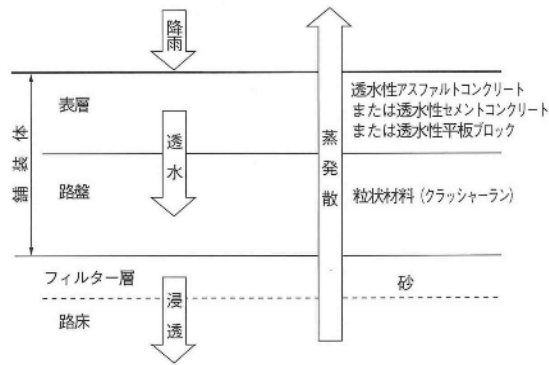 降雨
表層
透水
透水性アスファルトコンクリート
または透水性セメントコンクリート
または透水性平板ブロック
舗装体
蒸発散
路盤
粒状材料（クラッシャーラン）
フィルター層
砂
浸透
路床